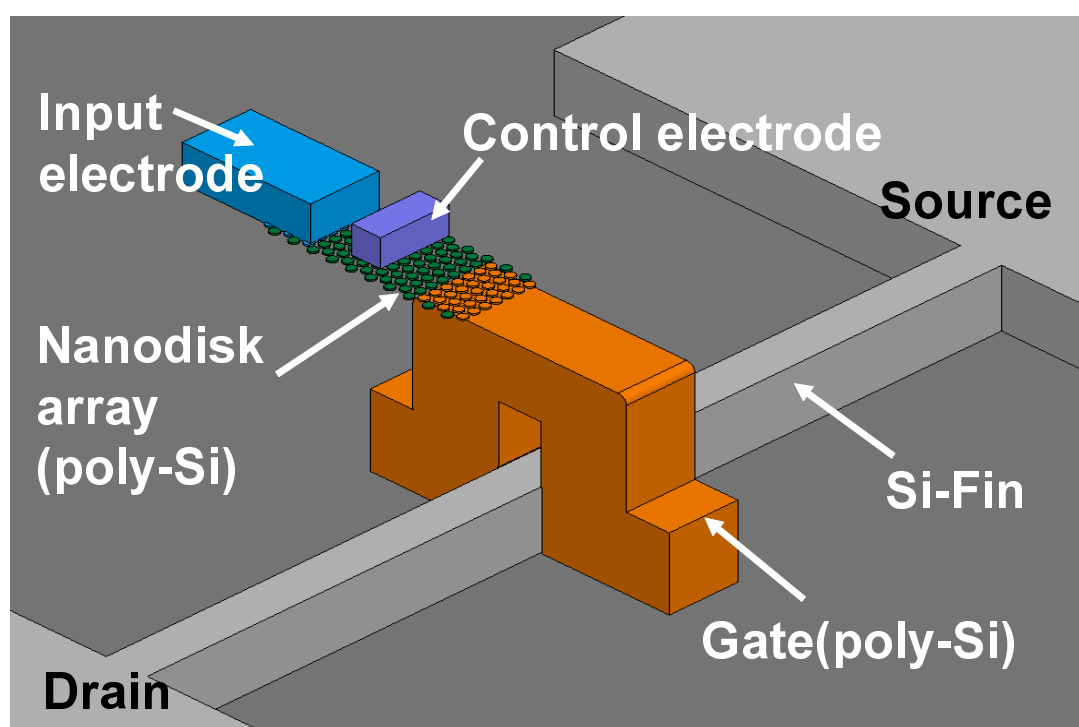 Input
electrode
Control electrode
Source
Nanodisk
array
(poly-Si)
Si-Fin
Gate(poly-Si)
Drain